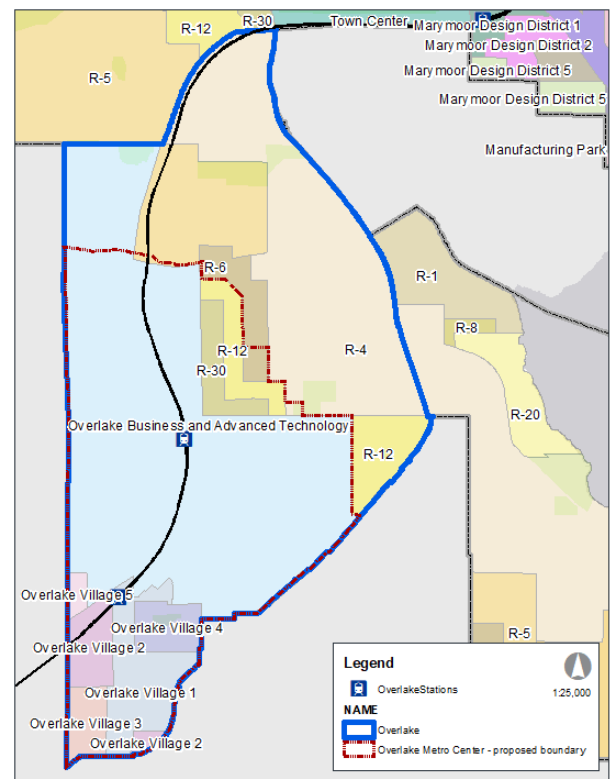 R-30
R-12
Town Center
Marymoor Design District 1
Marymoor Design District 2
R-5
Marymoor Design District 5
Marymoor Design District 5
Manufacturing Park
R-6
R-1
R-8
R-12
R-4
R-30
R-20
Overlake Business and Advanced Technology
R-12
Overlake Village 5
Overlake Village 4
Overlake Village 2
R-5
Overlake Village 1
Overlake Village 3
Overlake Village 2
Legend
OverlakeStations
1:25,000
NAME
Overlake
Overlake Metro Center - proposed boundary